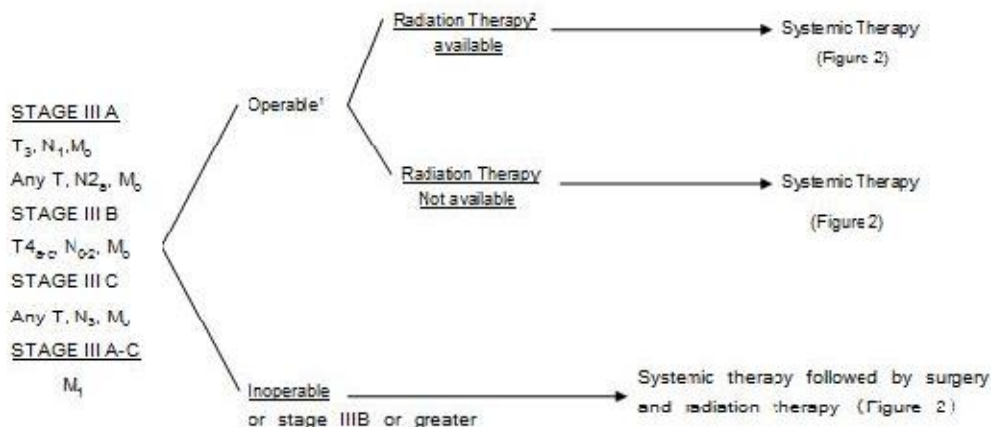 STAGE III A
T3, N1, M0
Any T, N2a, M0
STAGE III B
T4a-c, N0-2, M0
STAGE III C
Any T, N3, M0
STAGE III A-C
M1
Operable¹
Radiation Therapy²
available
Systemic Therapy
(Figure 2)
Radiation Therapy
Not available
Systemic Therapy
(Figure 2)
Inoperable
or stage IIIB or greater
Systemic therapy followed by surgery
and radiation therapy (Figure 2)